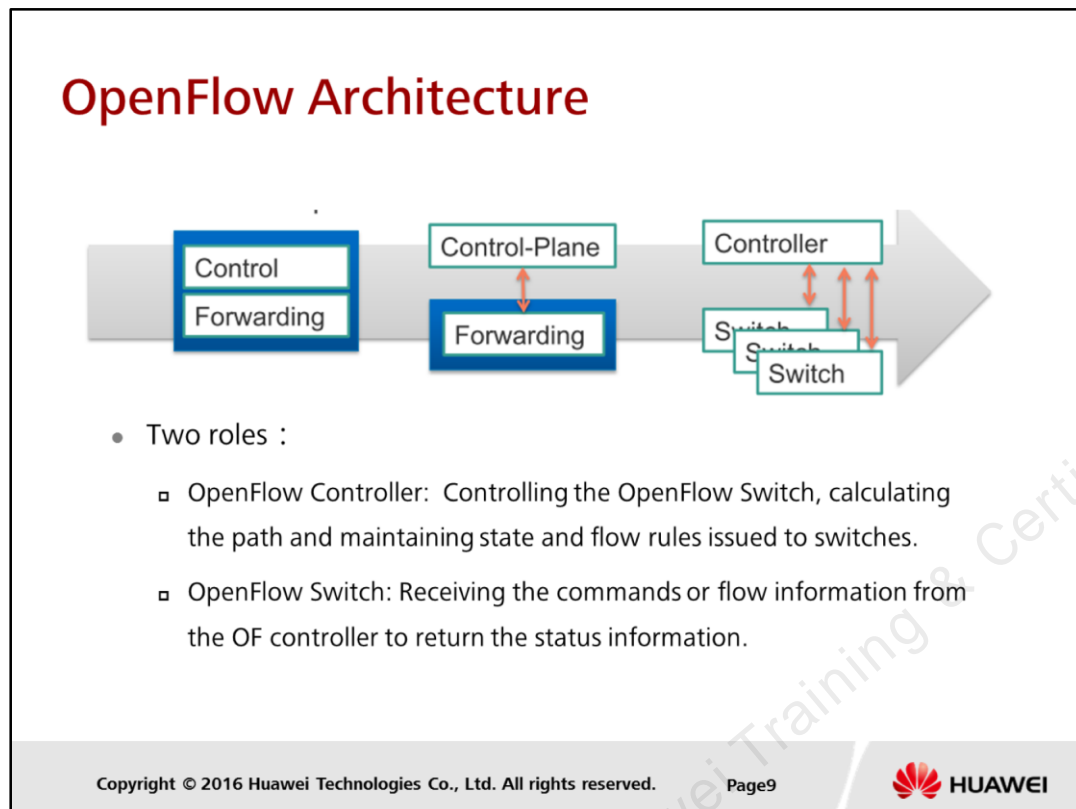 OpenFlow Architecture
Control
Forwarding
Control-Plane
Forwarding
Controller
Switch
Switch
Switch
• Two roles：
▫ OpenFlow Controller: Controlling the OpenFlow Switch, calculating
the path and maintaining state and flow rules issued to switches.
▫ OpenFlow Switch: Receiving the commands or flow information from
the OF controller to return the status information.
Training &
Copyright © 2016 Huawei Technologies Co., Ltd. All rights reserved.
Page9
HUAWEI